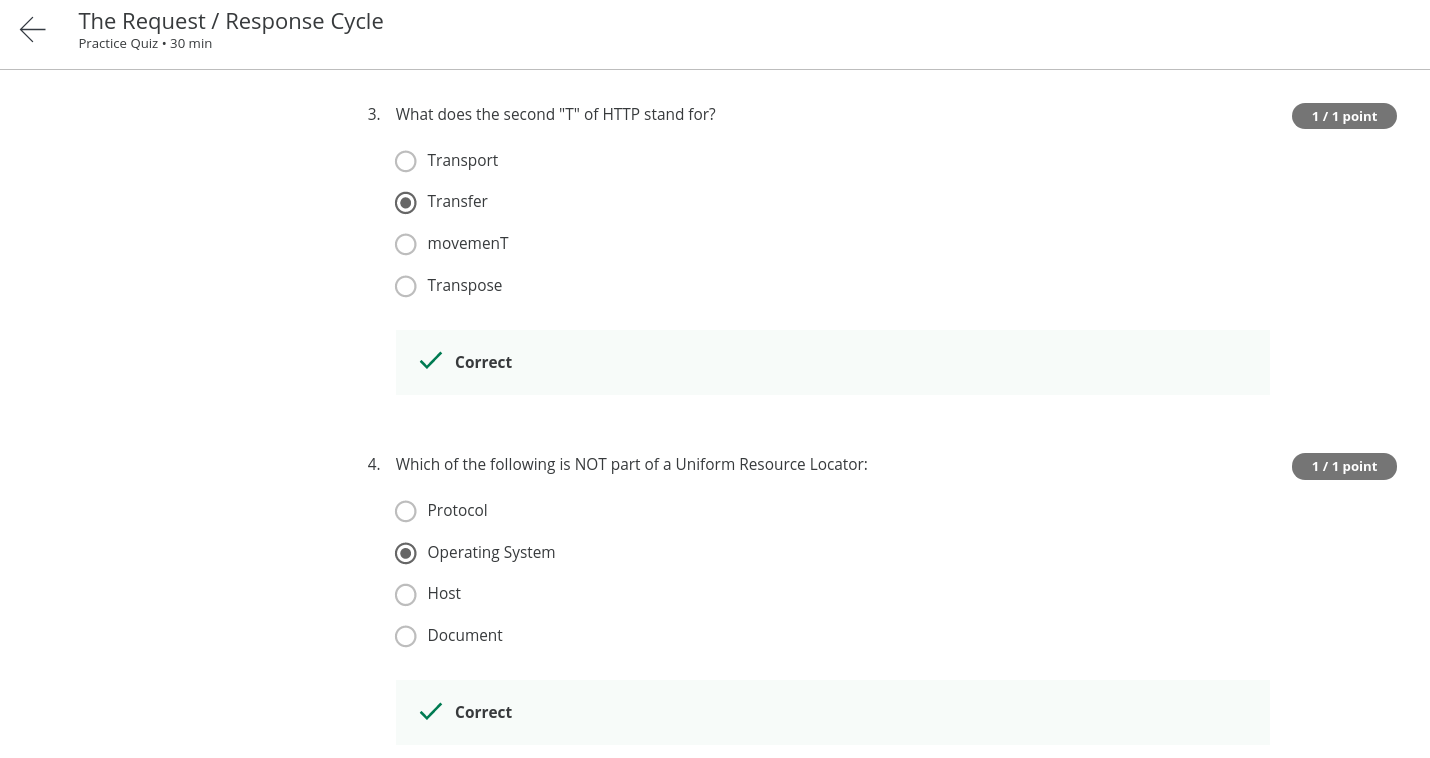 The Request / Response Cycle
Practice Quiz • 30 min
3. What does the second "T" of HTTP stand for?
1 / 1 point
Transport
Transfer
movemenT
Transpose
Correct
4. Which of the following is NOT part of a Uniform Resource Locator:
1 / 1 point
Protocol
Operating System
Host
Document
Correct